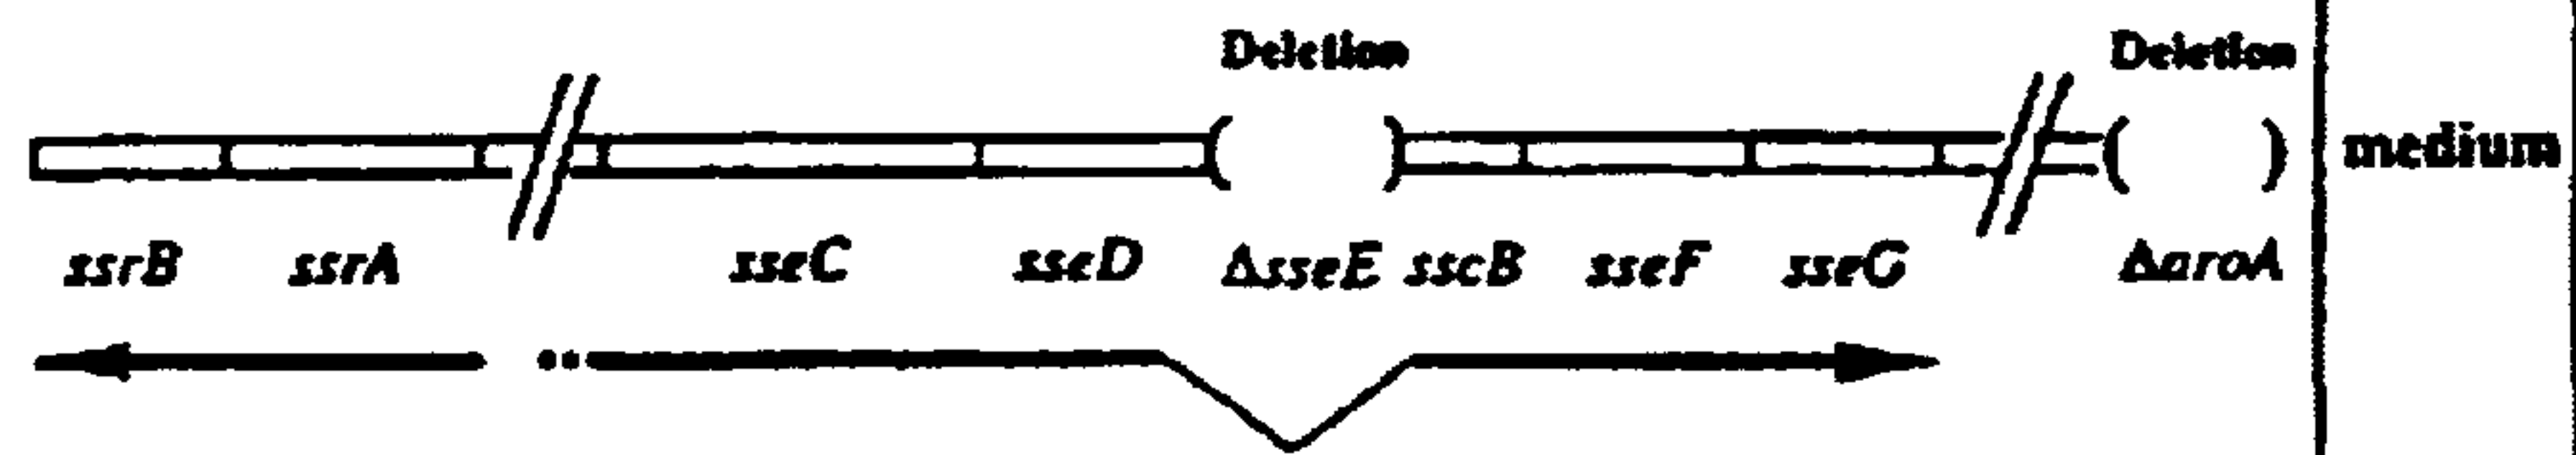 Deletion Deletion
medium
ssrB ssrA sseC sseD ΔsseE sscB sseF sseG ΔaroA